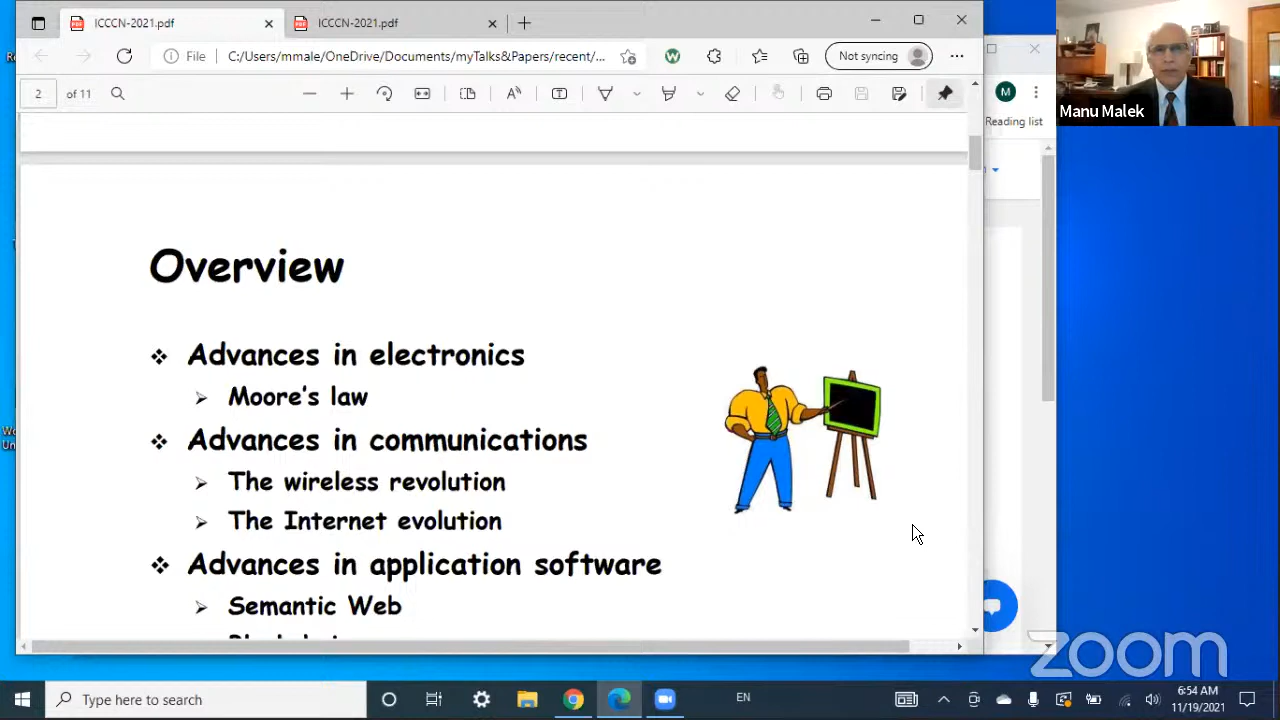 ICCCN-2021.pdf
ICCCN-2021.pdf
File
C:/Users/mmale/OneDrive/Documents/myTalks&Papers/recent/...
Not syncing
2 of 11
M
Reading list
Manu Malek
Overview
Advances in electronics
Moore's law
Advances in communications
The wireless revolution
The Internet evolution
Advances in application software
Semantic Web
zoom
Type here to search
EN
6:54 AM
11/19/2021